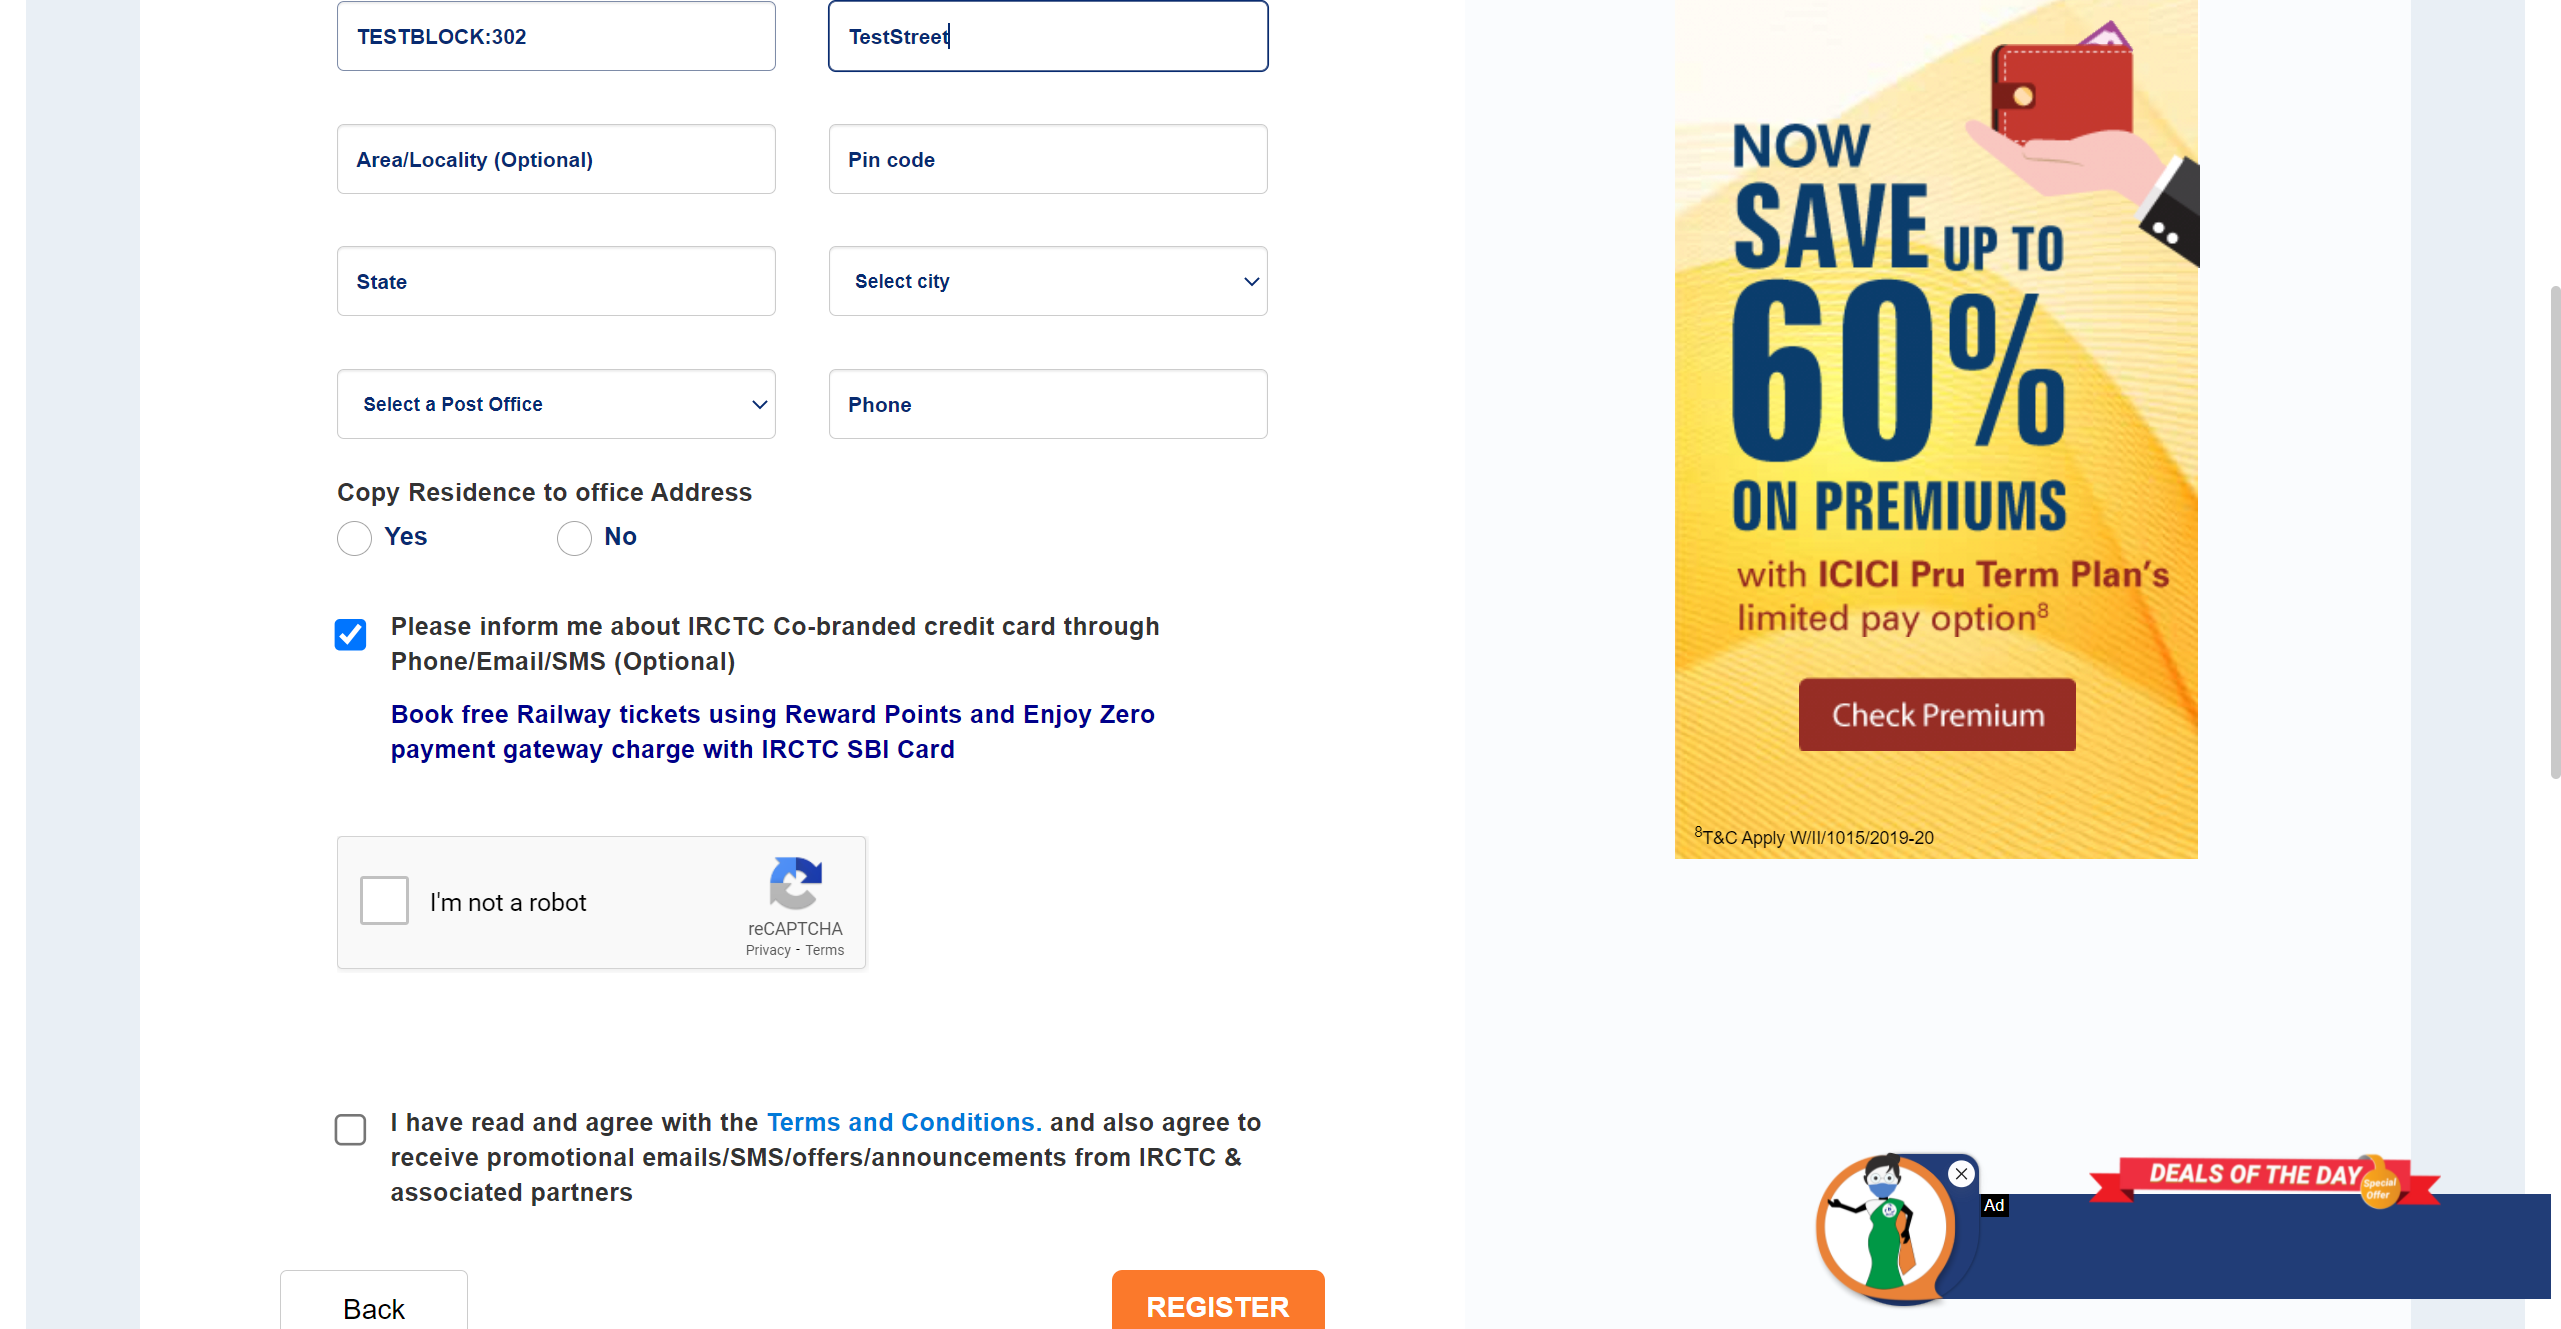 TESTBLOCK:302
TestStreet
Area/Locality (Optional)
Pin code
State
Select city
Select a Post Office
Phone
Copy Residence to office Address
Yes
No
Please inform me about IRCTC Co-branded credit card through
Phone/Email/SMS (Optional)
Book free Railway tickets using Reward Points and Enjoy Zero
payment gateway charge with IRCTC SBI Card
I'm not a robot
reCAPTCHA
Privacy - Terms
I have read and agree with the Terms and Conditions. and also agree to
receive promotional emails/SMS/offers/announcements from IRCTC &
associated partners
Back
REGISTER
NOW
SAVE UP TO
60%
ON PREMIUMS
with ICICI Pru Term Plan's
limited pay option⁸
Check Premium
⁸T&C Apply W/II/1015/2019-20
DEALS OF THE DAY
Special
Offer
Ad